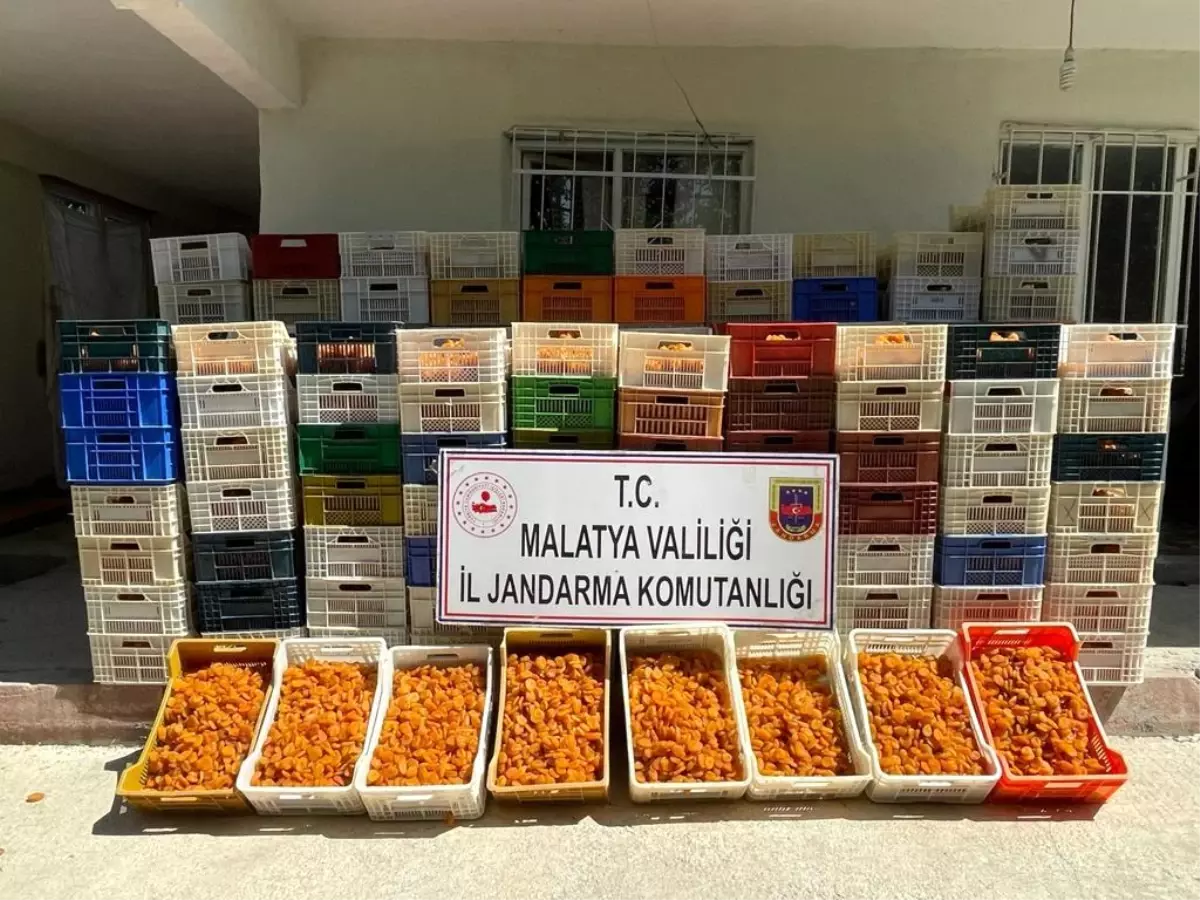 T.C.
MALATYA VALİLİĞİ
İL JANDARMA KOMUTANLIĞI